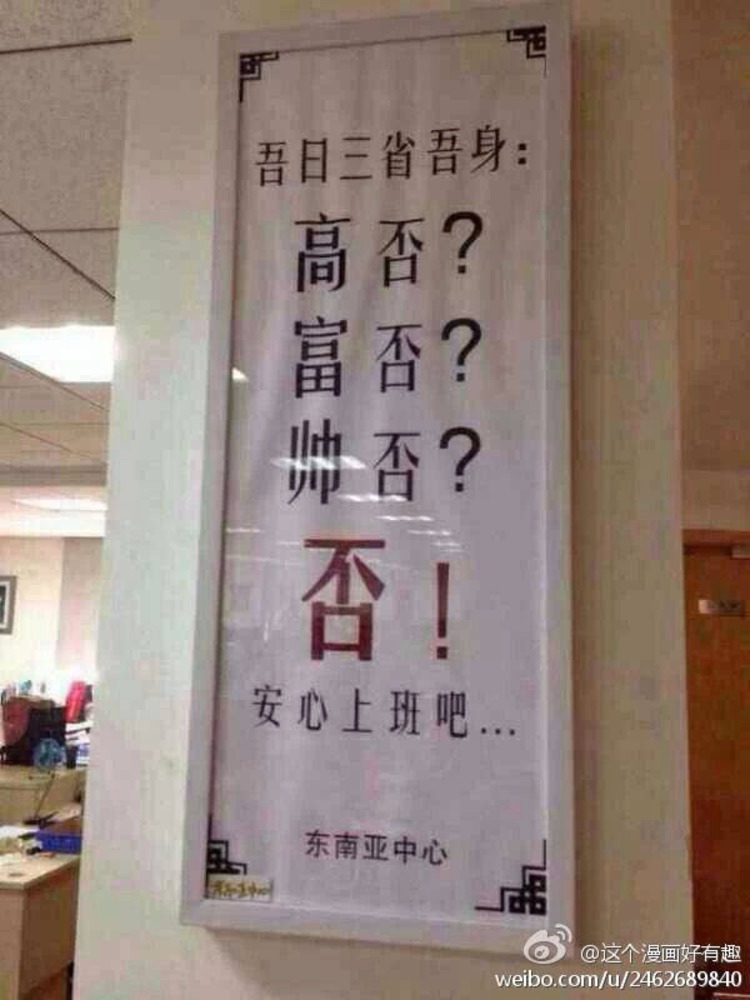 吾日三省吾身：
高否？
富否？
帅否？
否！
安心上班吧...
东南亚中心
@这个漫画好有趣
weibo.com/u/2462689840